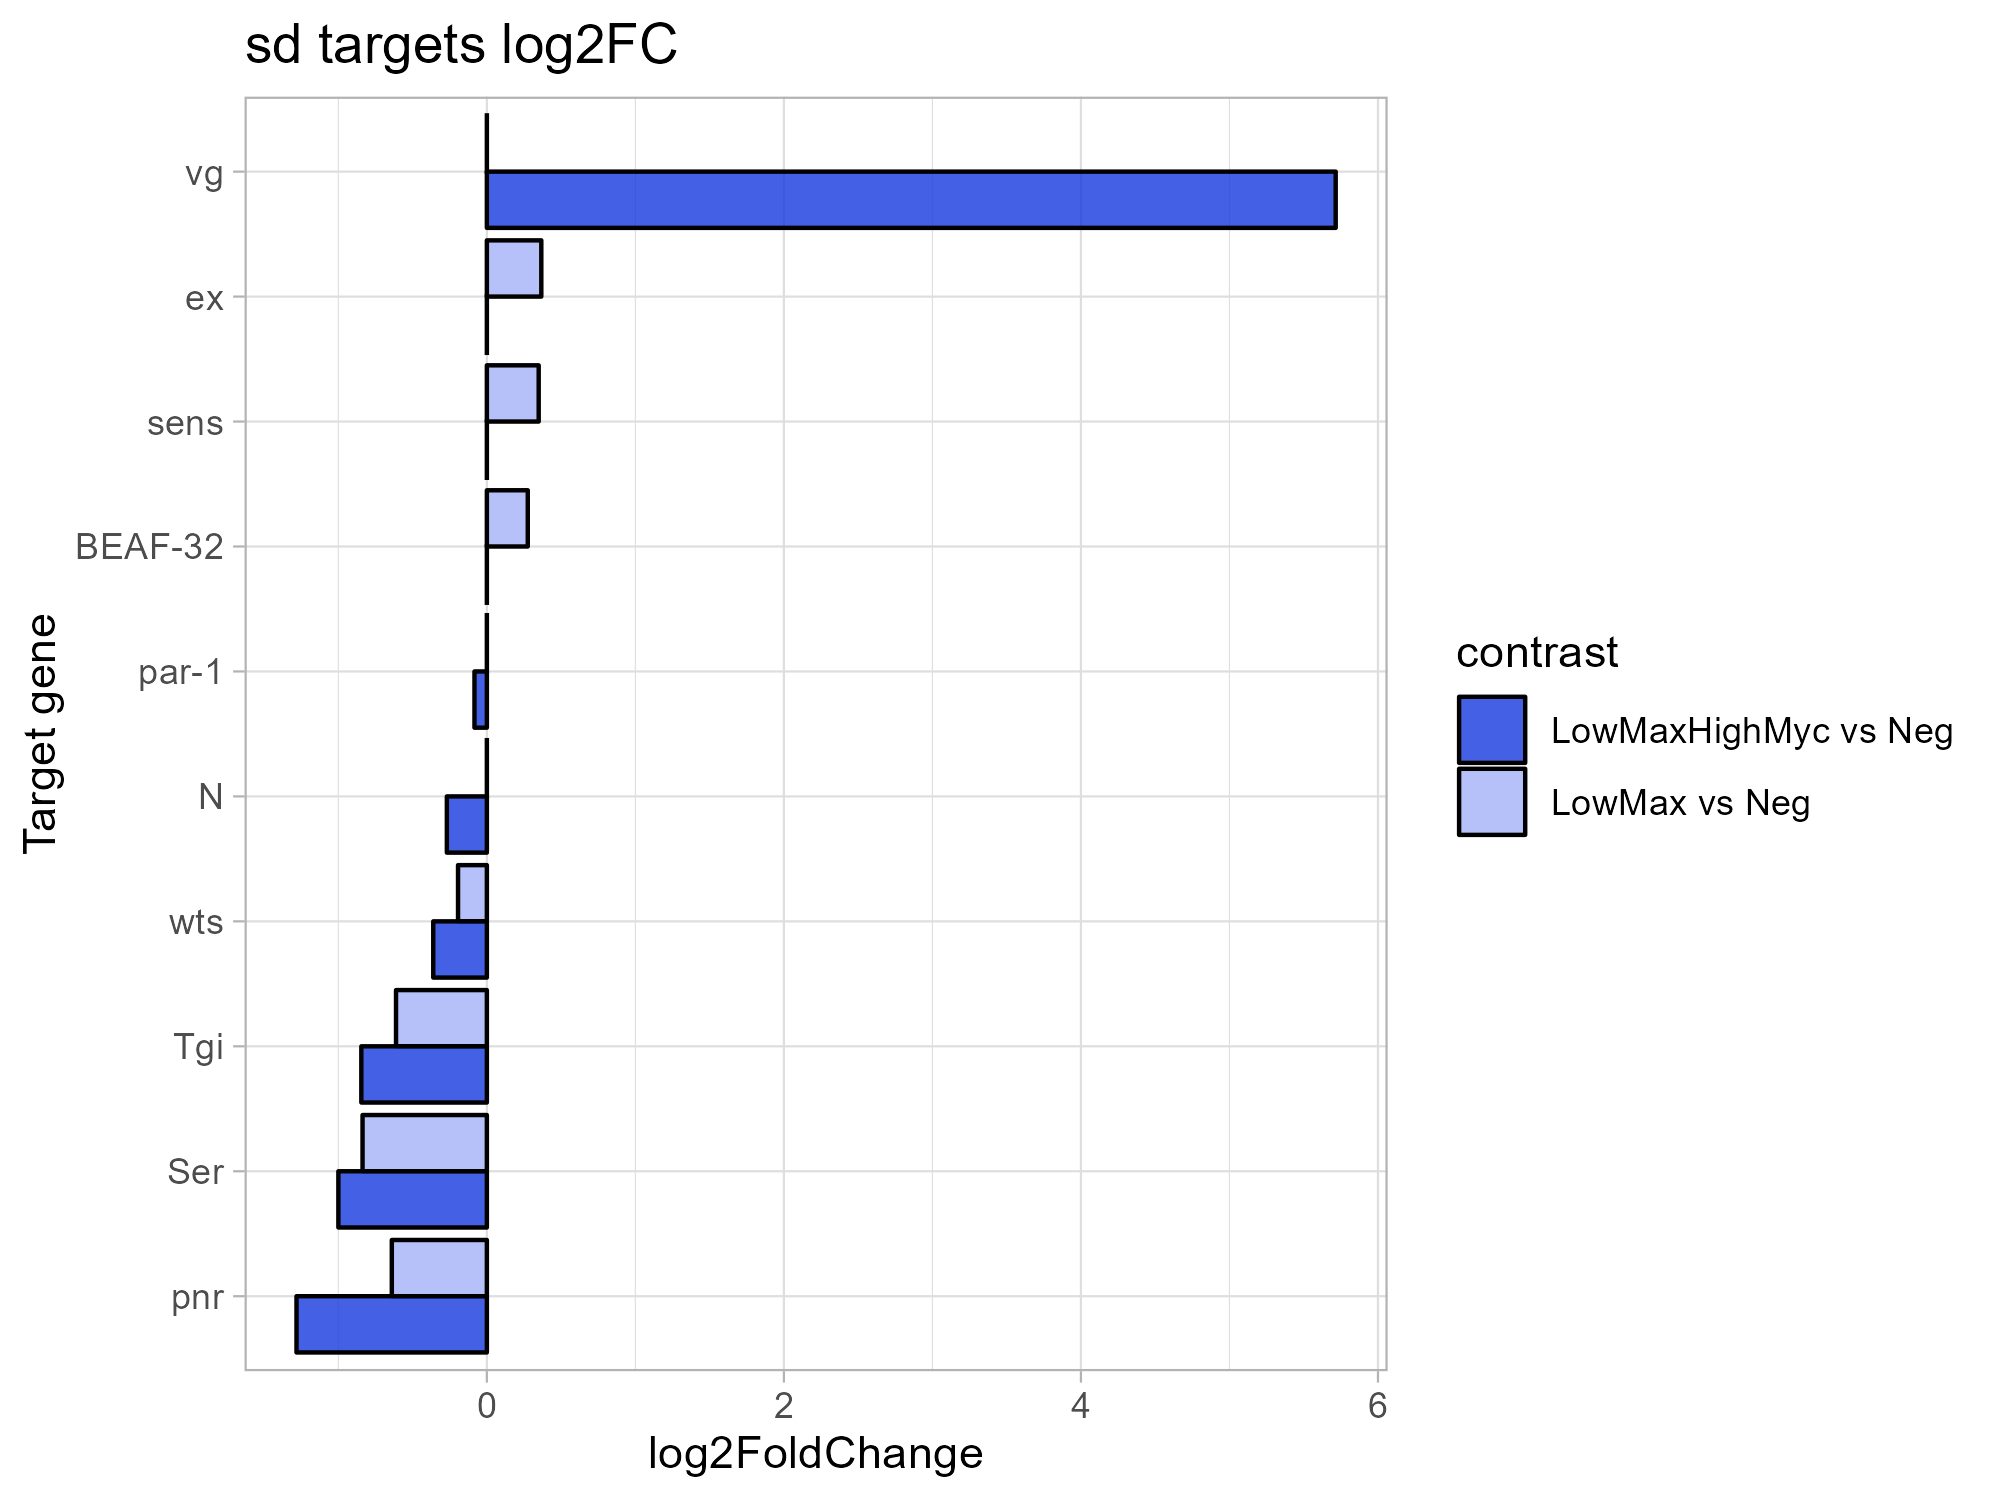 sd targets log2FC
vg
ex
sens
BEAF-32
par-1
N
wts
Tgi
Ser
pnr
Target gene
0 2 4 6
log2FoldChange
contrast
LowMaxHighMyc vs Neg
LowMax vs Neg